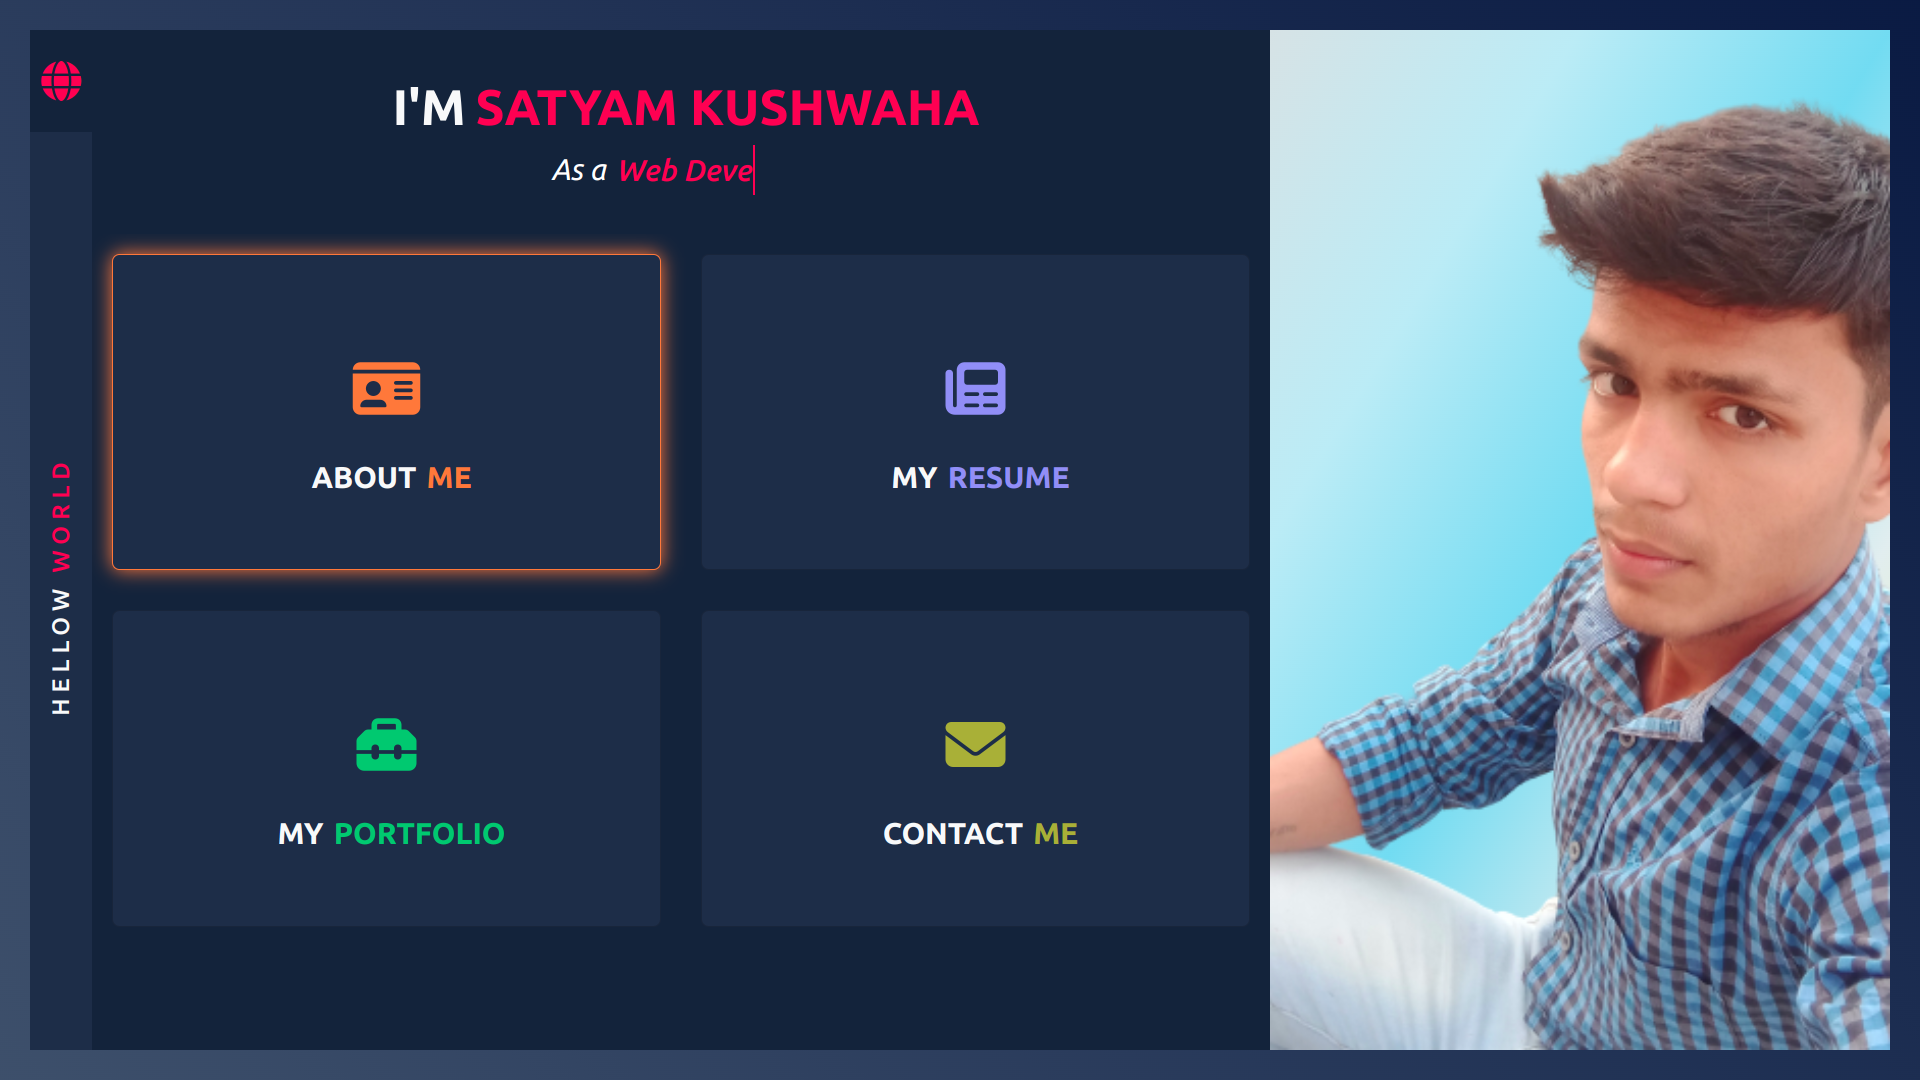 I'M SATYAM KUSHWAHA
As a Web Deve
HELLOW WORLD
ABOUT ME
MY RESUME
MY PORTFOLIO
CONTACT ME